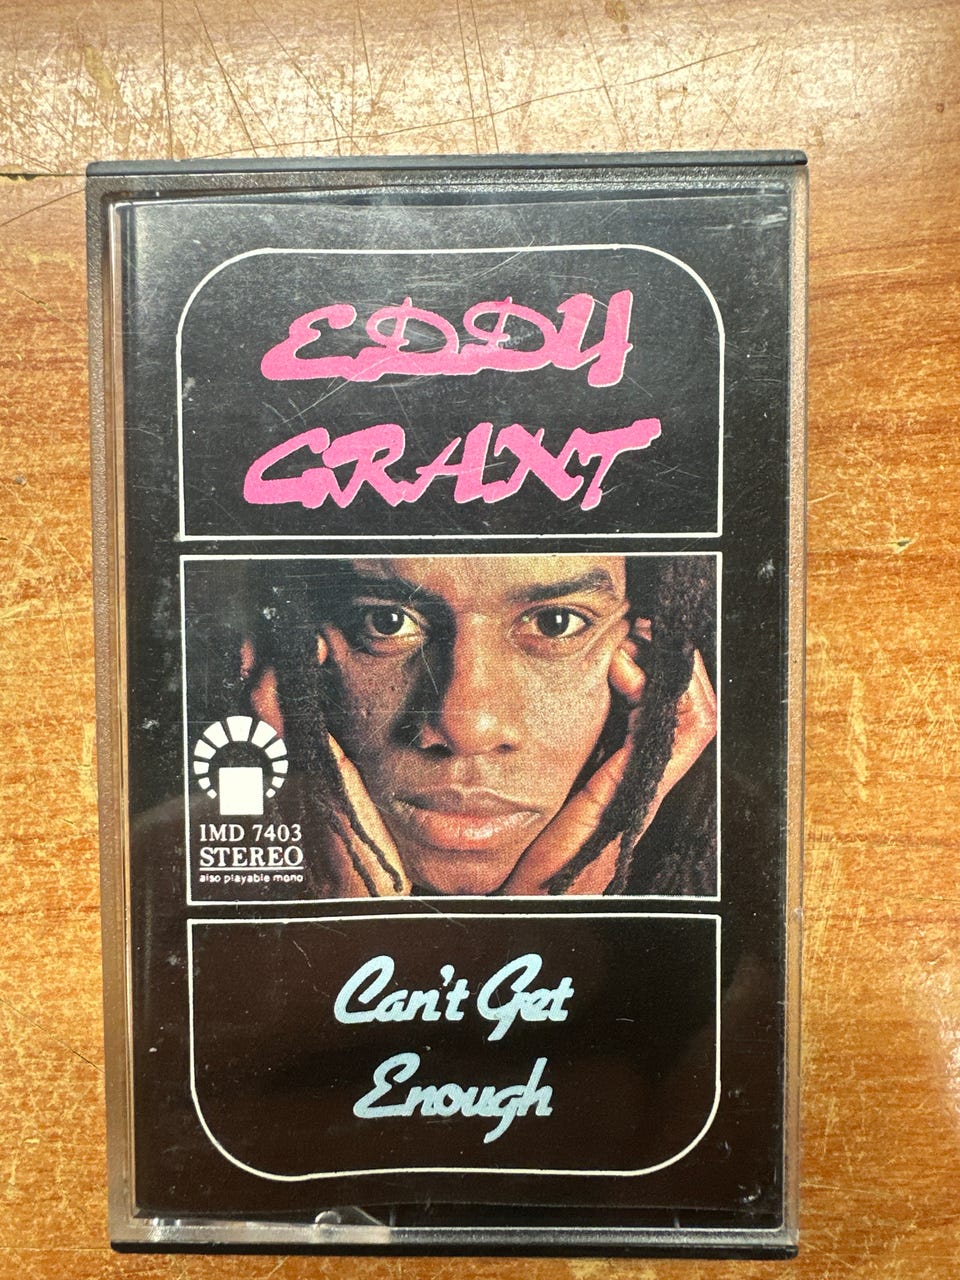 EDDY
GRANT
IMD 7403
STEREO
also playable mono
Can't Get
Enough